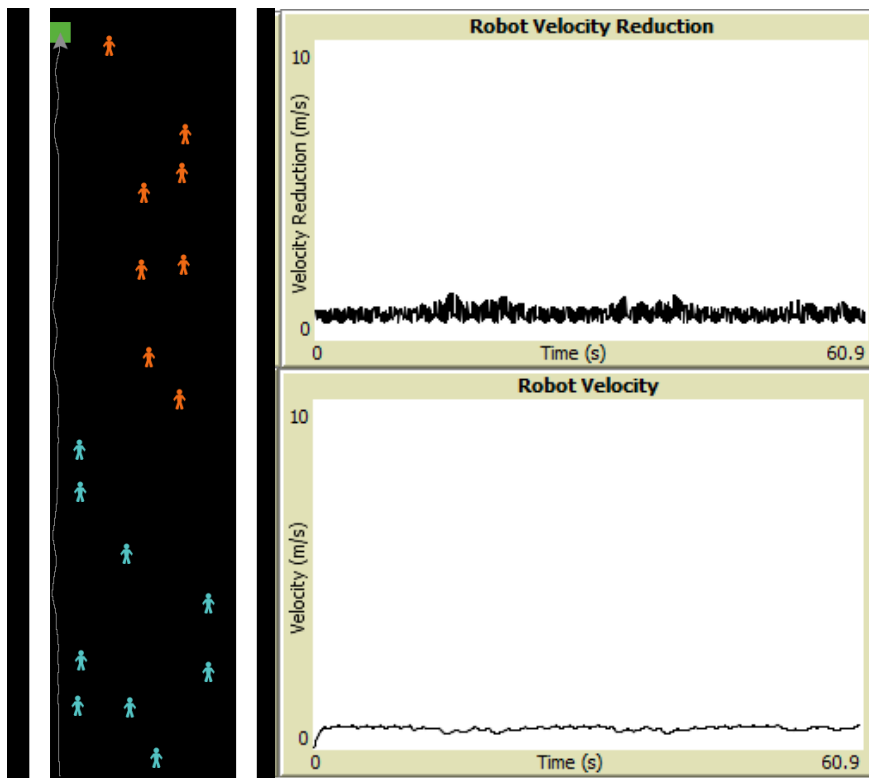 Robot Velocity Reduction
10
Velocity Reduction (m/s)
0
0
Time (s)
60.9
Robot Velocity
10
Velocity (m/s)
0
0
Time (s)
60.9